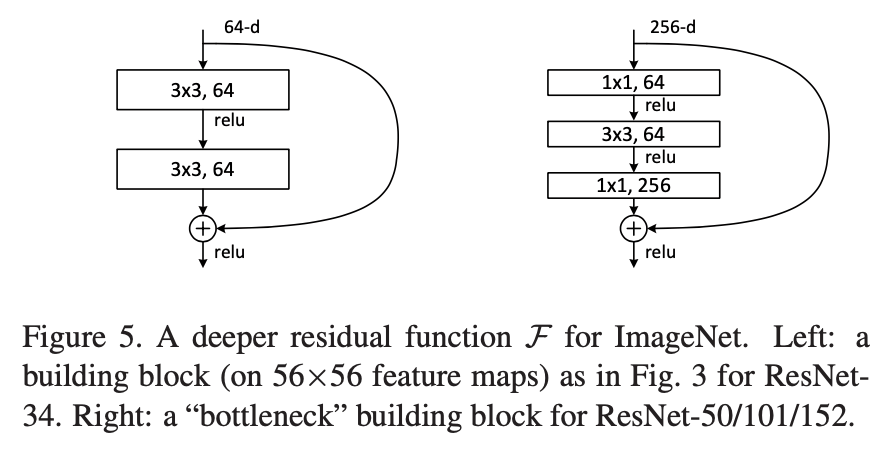 64-d
3x3, 64
relu
3x3, 64
+
relu
256-d
1x1, 64
relu
3x3, 64
relu
1x1, 256
+
relu
Figure 5. A deeper residual function ℱ for ImageNet. Left: a
building block (on 56×56 feature maps) as in Fig. 3 for ResNet-
34. Right: a “bottleneck” building block for ResNet-50/101/152.